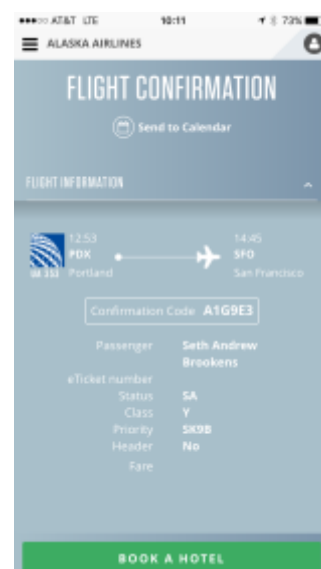 AT&T LTE 10:11 73%
ALASKA AIRLINES
FLIGHT CONFIRMATION
Send to Calendar
FLIGHT INFORMATION
12:53 14:45
PDX SFO
Portland San Francisco
Confirmation Code A1G9E3
Passenger Seth Andrew
Brookens
eTicket number
Status SA
Class Y
Priority SK9B
Header No
Fare
BOOK A HOTEL